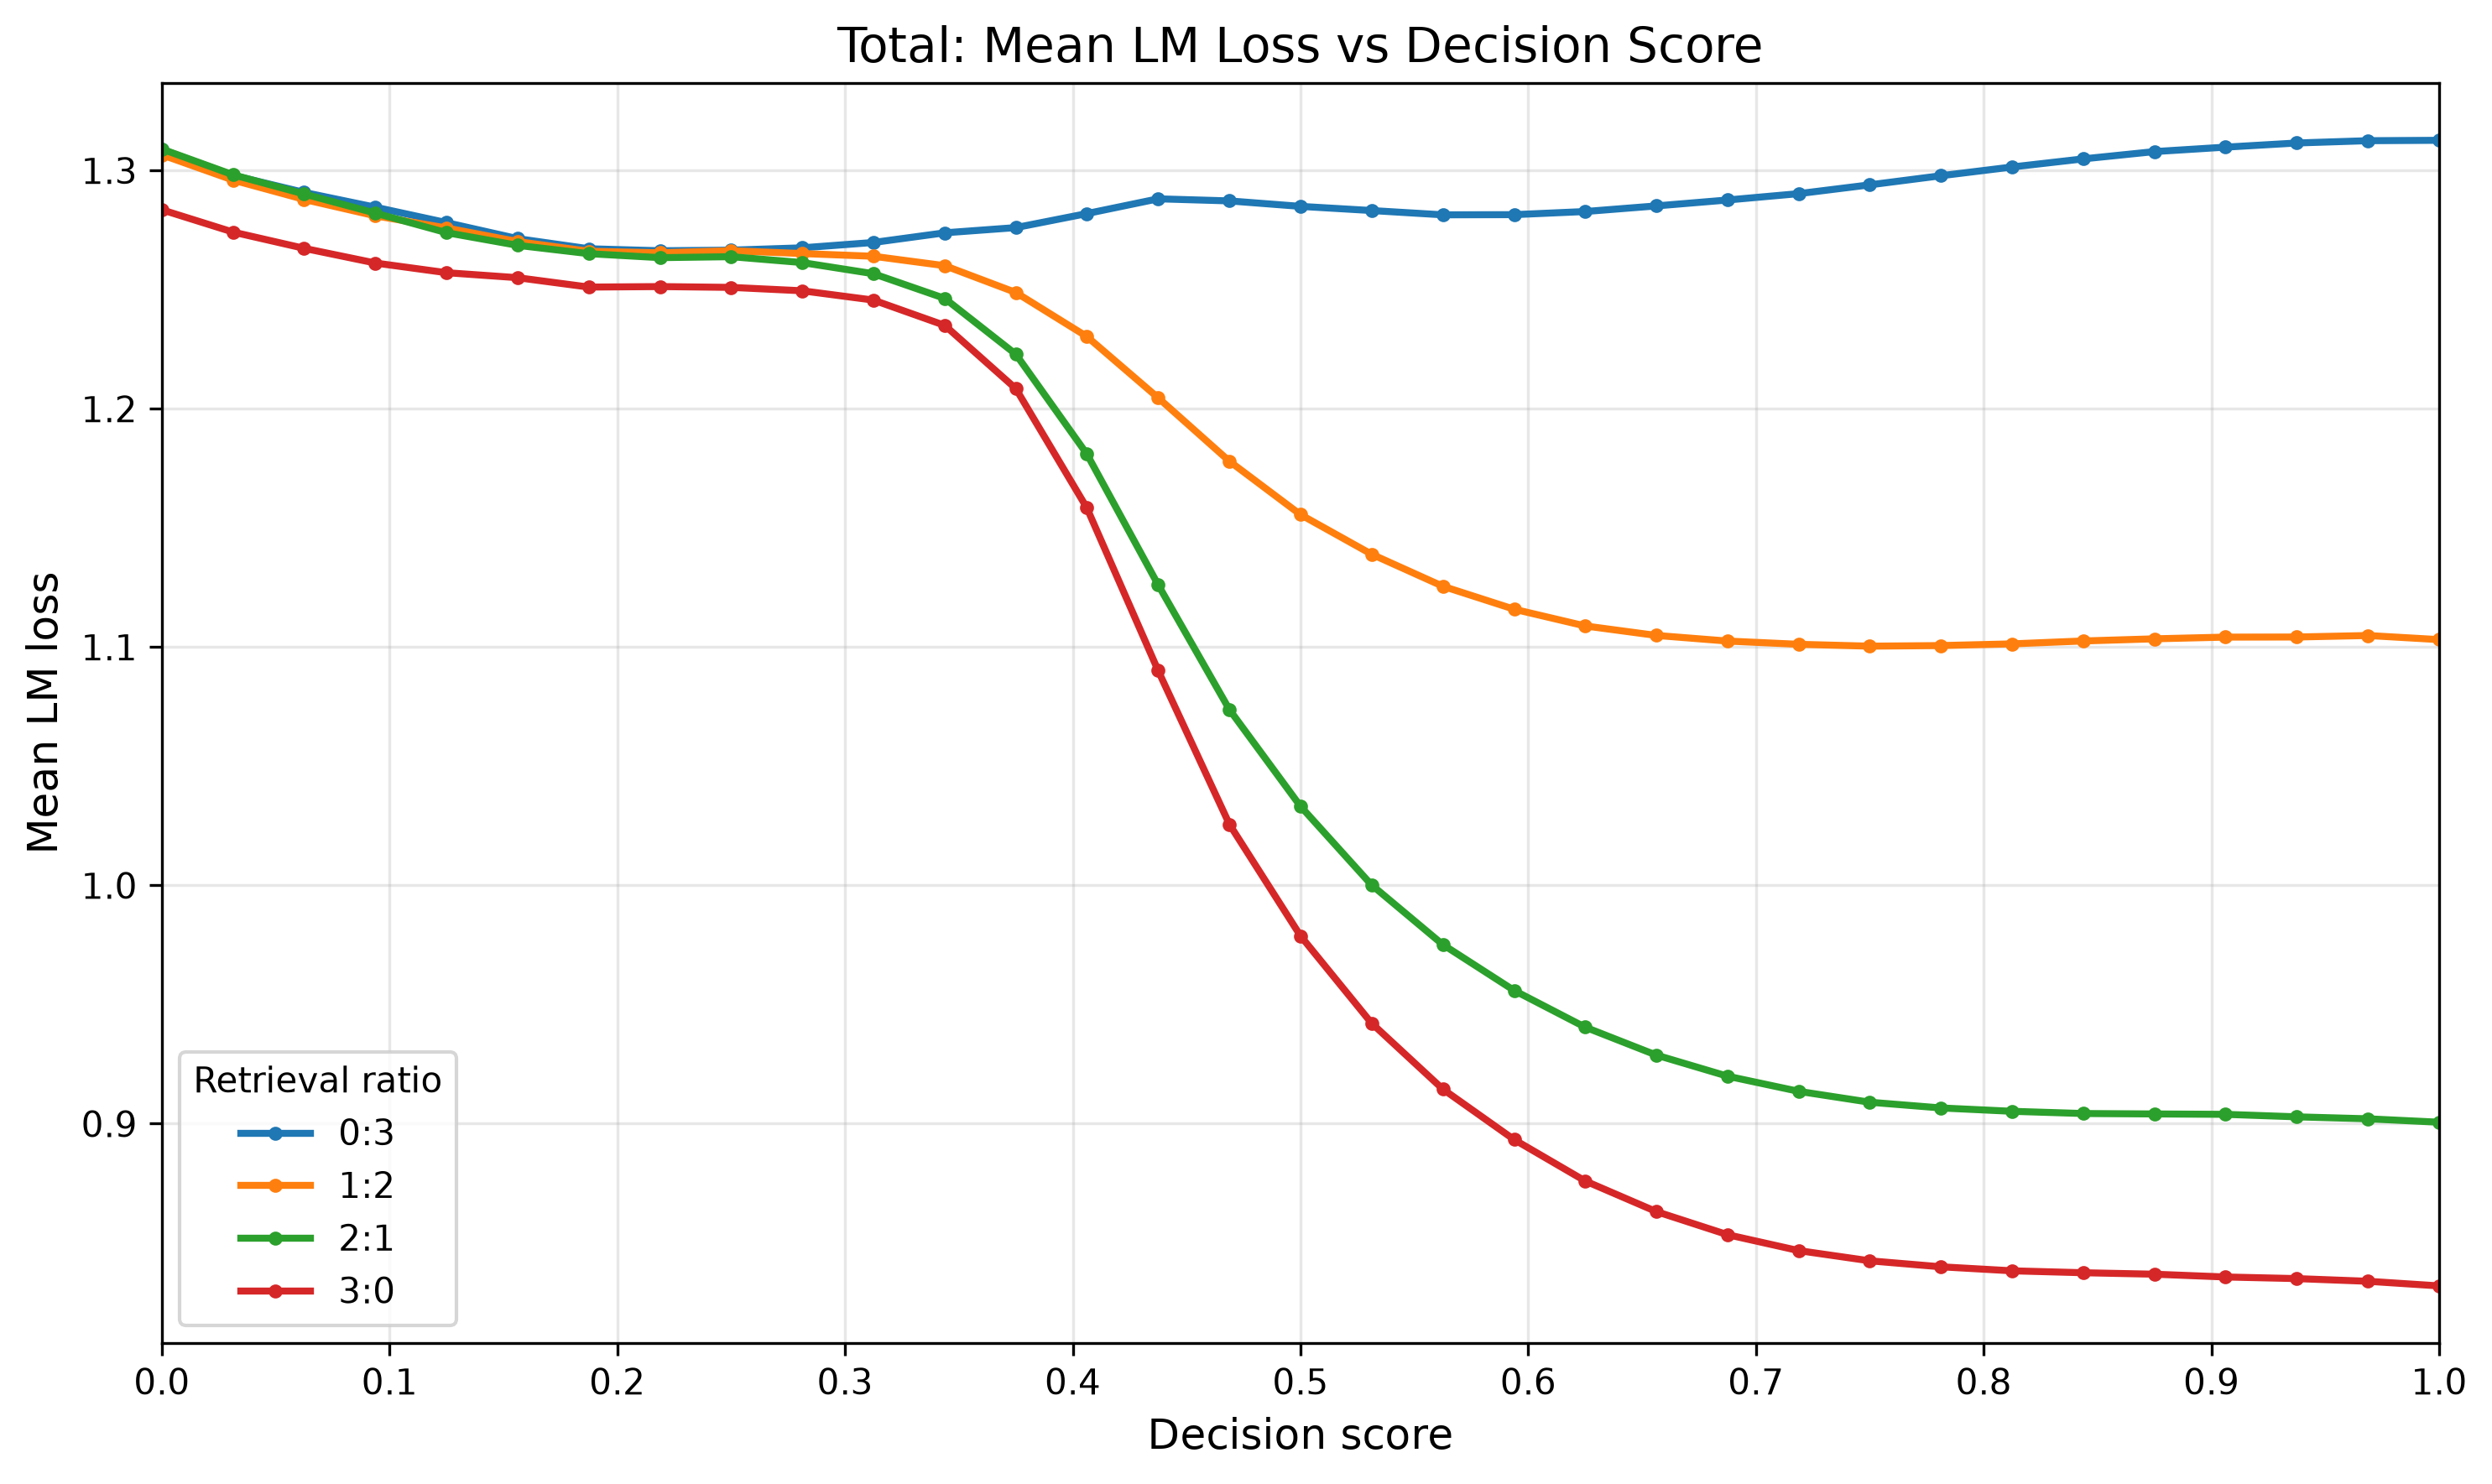 Total: Mean LM Loss vs Decision Score
Mean LM loss
1.3
1.2
1.1
1.0
0.9
Retrieval ratio
0:3
1:2
2:1
3:0
0.0 0.1 0.2 0.3 0.4 0.5 0.6 0.7 0.8 0.9 1.0
Decision score